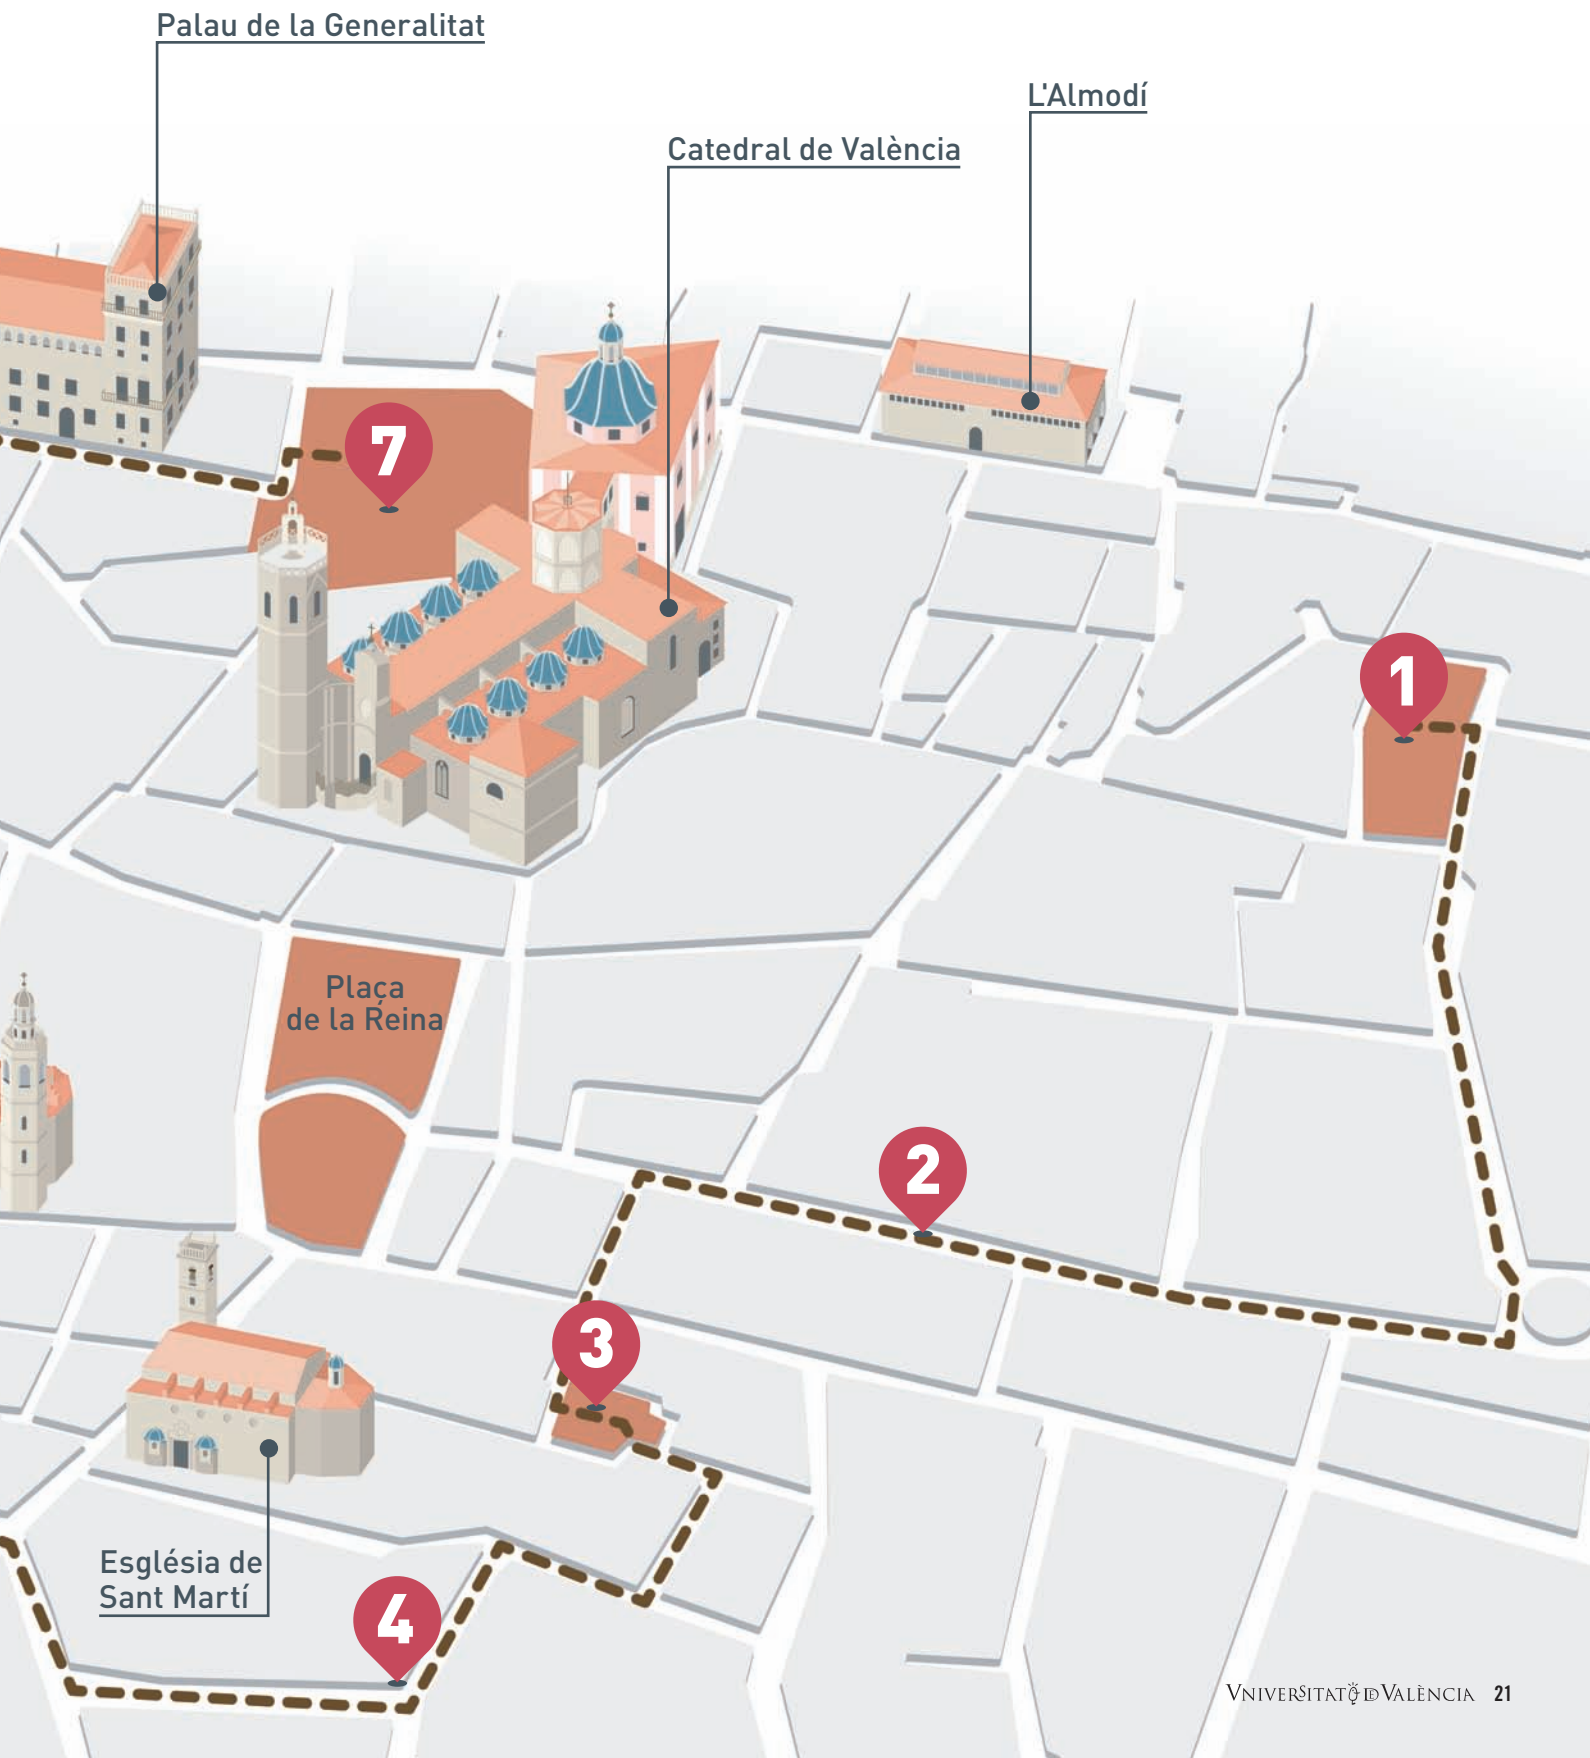 Palau de la Generalitat
L'Almodí
Catedral de València
7
1
Plaça
de la Reina
2
3
Església de
Sant Martí
4
VNIVERSITAT DE VALÈNCIA 21